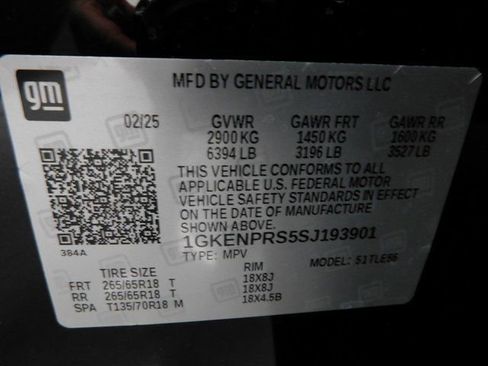 gm
MFD BY GENERAL MOTORS LLC
02/25 GVWR GAWR FRT GAWR RR
2900 KG 1450 KG 1600 KG
6394 LB 3196 LB 3527 LB
THIS VEHICLE CONFORMS TO ALL
APPLICABLE U.S. FEDERAL MOTOR
VEHICLE SAFETY STANDARDS IN EFFECT
ON THE DATE OF MANUFACTURE
SHOWN ABOVE.
384A 1GKENPRS5SJ193901
TYPE: MPV MODEL: 51TLE86
TIRE SIZE RIM
FRT 265/65R18 T 18X8J
RR 265/65R18 T 18X8J
SPA T135/70R18 M 18X4.5B